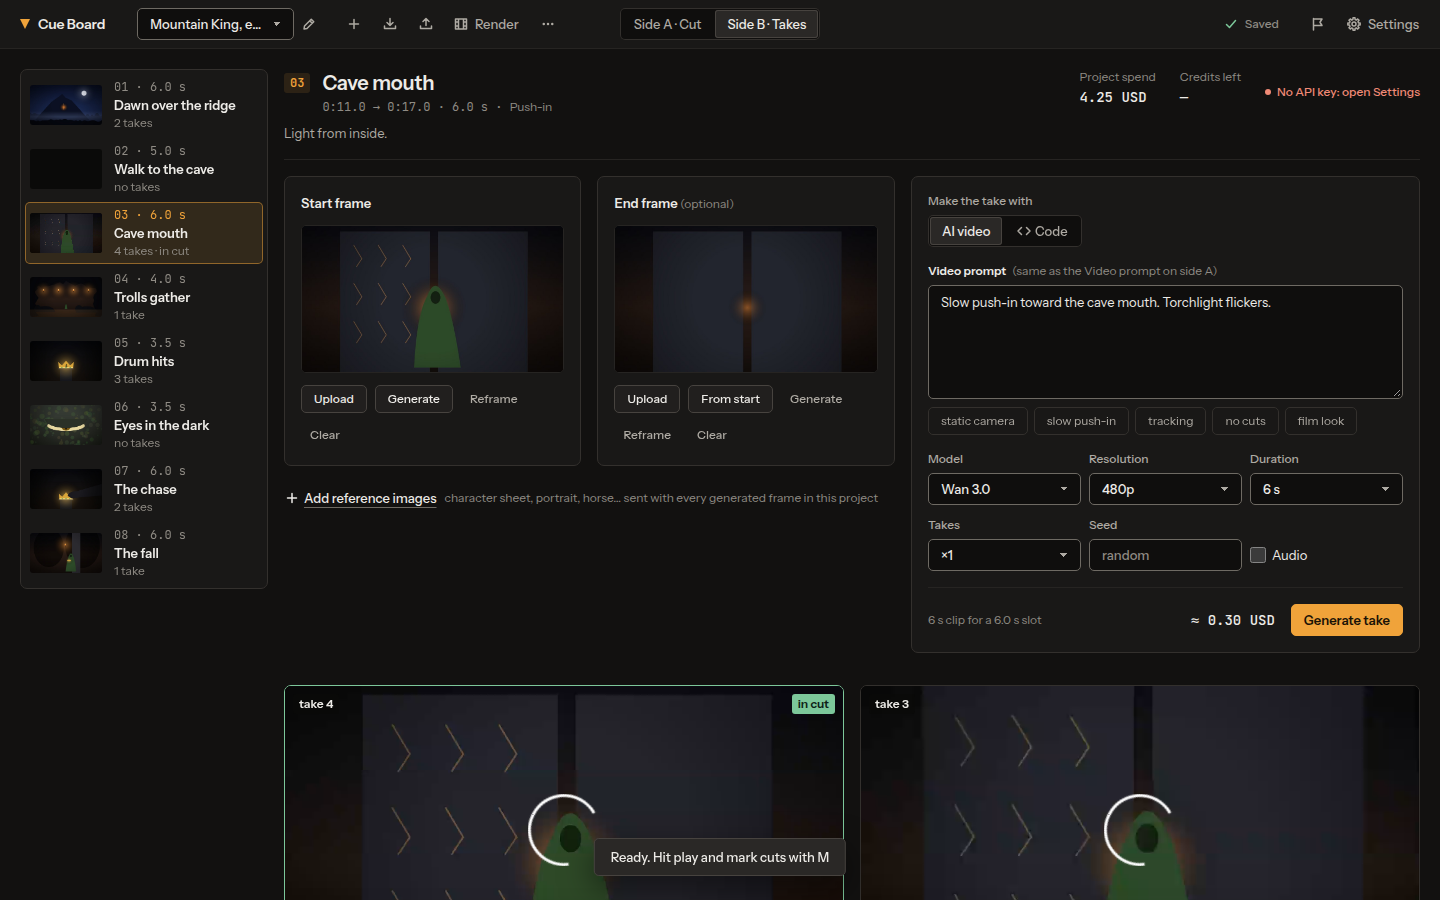 Cue Board
Mountain King, e...
Render
Side A · Cut
Side B · Takes
Saved
Settings
01 · 6.0 s
Dawn over the ridge
2 takes
02 · 5.0 s
Walk to the cave
no takes
03 · 6.0 s
Cave mouth
4 takes · in cut
04 · 4.0 s
Trolls gather
1 take
05 · 3.5 s
Drum hits
3 takes
06 · 3.5 s
Eyes in the dark
no takes
07 · 6.0 s
The chase
2 takes
08 · 6.0 s
The fall
1 take
03
Cave mouth
0:11.0 → 0:17.0 · 6.0 s · Push-in
Light from inside.
Project spend
4.25 USD
Credits left
—
No API key: open Settings
Start frame
Upload
Generate
Reframe
Clear
End frame (optional)
Upload
From start
Generate
Reframe
Clear
Add reference images character sheet, portrait, horse... sent with every generated frame in this project
Make the take with
AI video
<> Code
Video prompt (same as the Video prompt on side A)
Slow push-in toward the cave mouth. Torchlight flickers.
static camera
slow push-in
tracking
no cuts
film look
Model
Resolution
Duration
Wan 3.0
480p
6 s
Takes
Seed
×1
random
Audio
6 s clip for a 6.0 s slot
≈ 0.30 USD
Generate take
take 4
in cut
take 3
Ready. Hit play and mark cuts with M